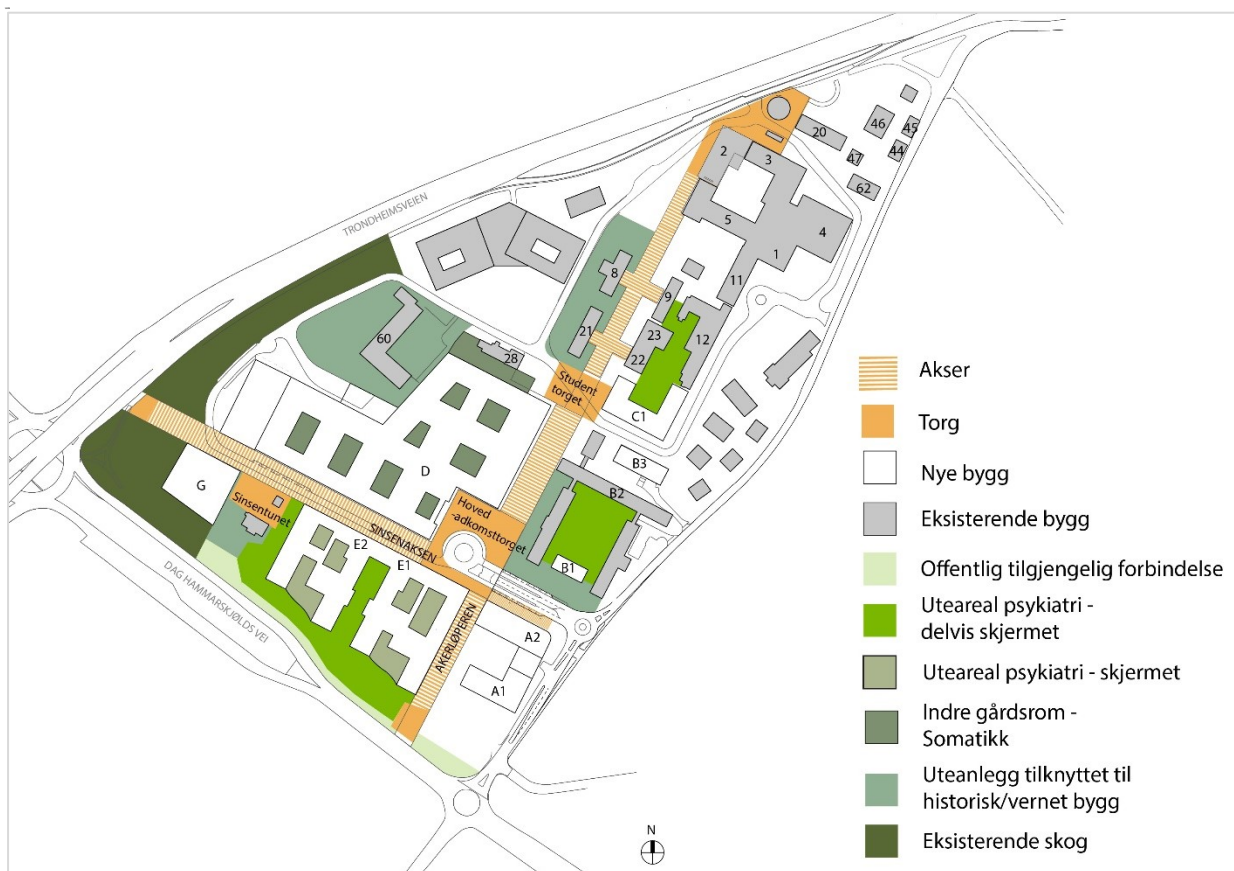 TRONDHEIMSVEIEN
20
46
45
44
47
62
2
3
5
4
1
11
8
9
21
23
22
12
60
28
Student
torget
C1
B3
B2
B1
D
G
Sinsentunet
Hoved
-adkomsttorget
SINSENAKSEN
E2
E1
A2
A1
AKERLØPEREN
DAG HAMMARSKJØLDS VEI
N
Akser
Torg
Nye bygg
Eksisterende bygg
Offentlig tilgjengelig forbindelse
Uteareal psykiatri -
delvis skjermet
Uteareal psykiatri - skjermet
Indre gårdsrom -
Somatikk
Uteanlegg tilknyttet til
historisk/vernet bygg
Eksisterende skog